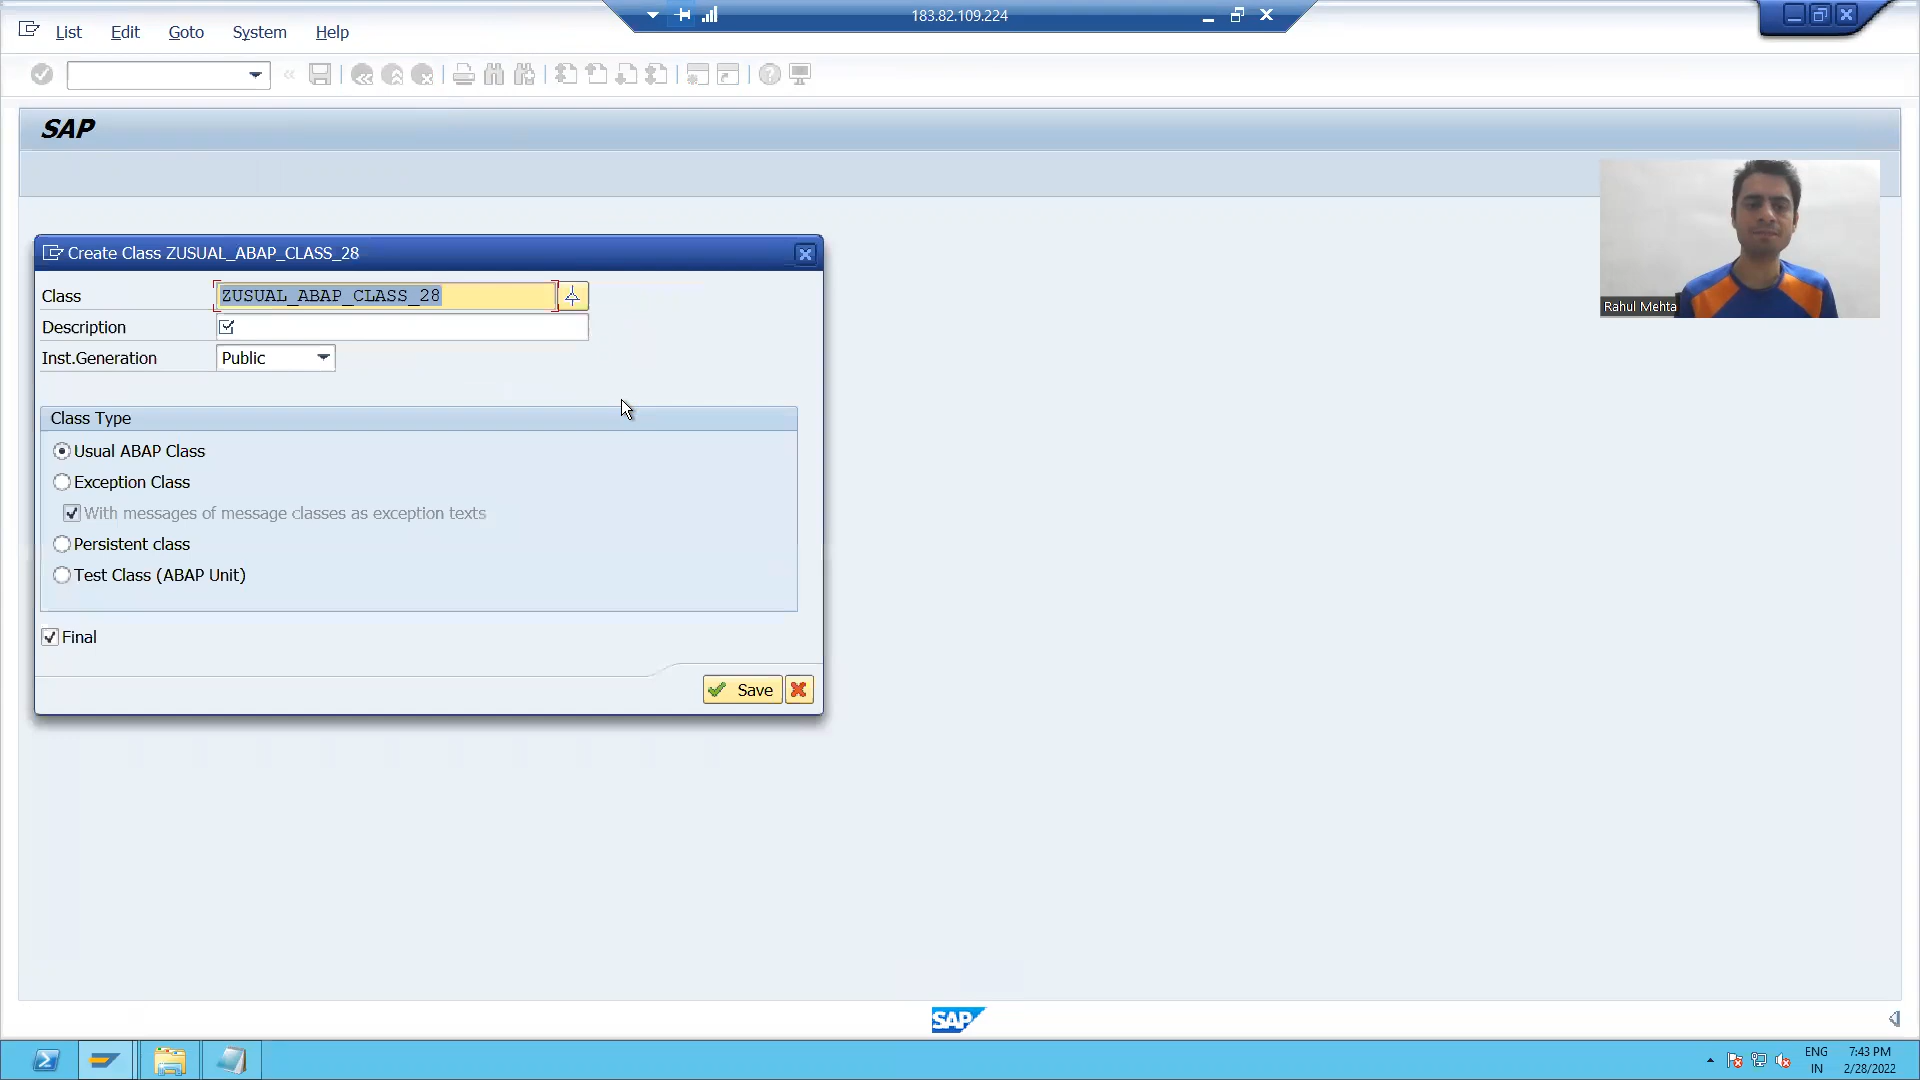 183.82.109.224
List Edit Goto System Help
SAP
Rahul Mehta
Create Class ZUSUAL_ABAP_CLASS_28
Class ZUSUAL_ABAP_CLASS_28
Description
Inst.Generation Public
Class Type
Usual ABAP Class
Exception Class
With messages of message classes as exception texts
Persistent class
Test Class (ABAP Unit)
Final
Save
SAP
ENG 7:43 PM
IN 2/28/2022